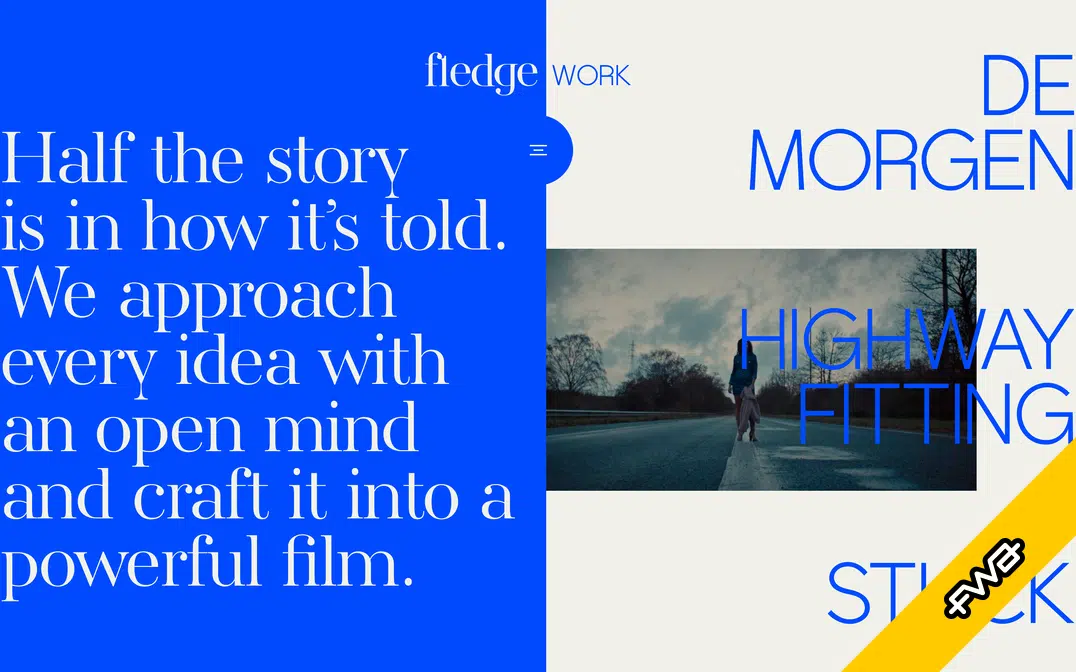 fledge WORK
Half the story
is in how it’s told.
We approach
every idea with
an open mind
and craft it into a
powerful film.
DE
MORGEN
HIGHWAY
FITTING
fwa